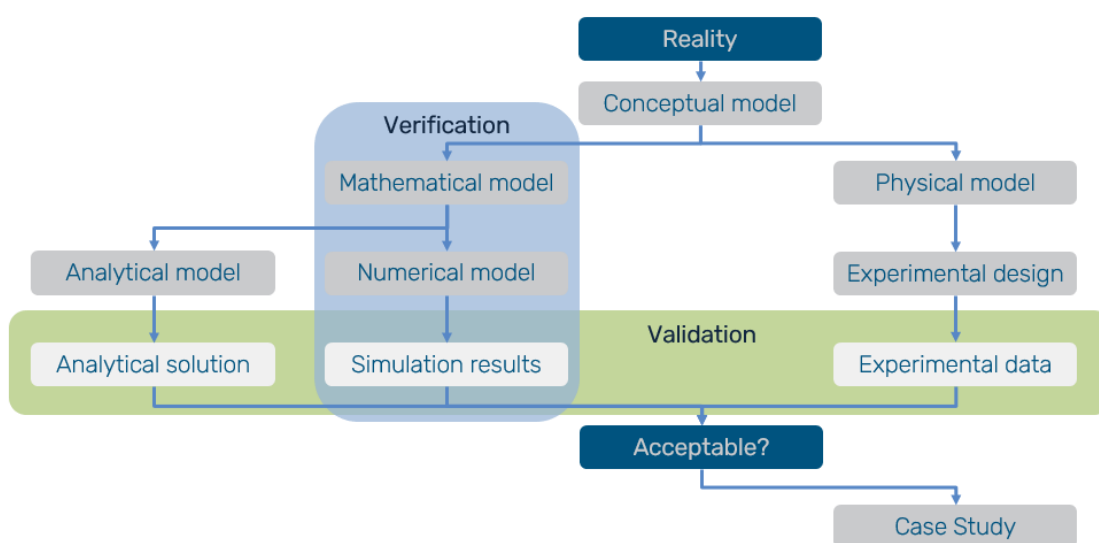 Reality
Conceptual model
Verification
Mathematical model
Physical model
Analytical model
Numerical model
Experimental design
Validation
Analytical solution
Simulation results
Experimental data
Acceptable?
Case Study